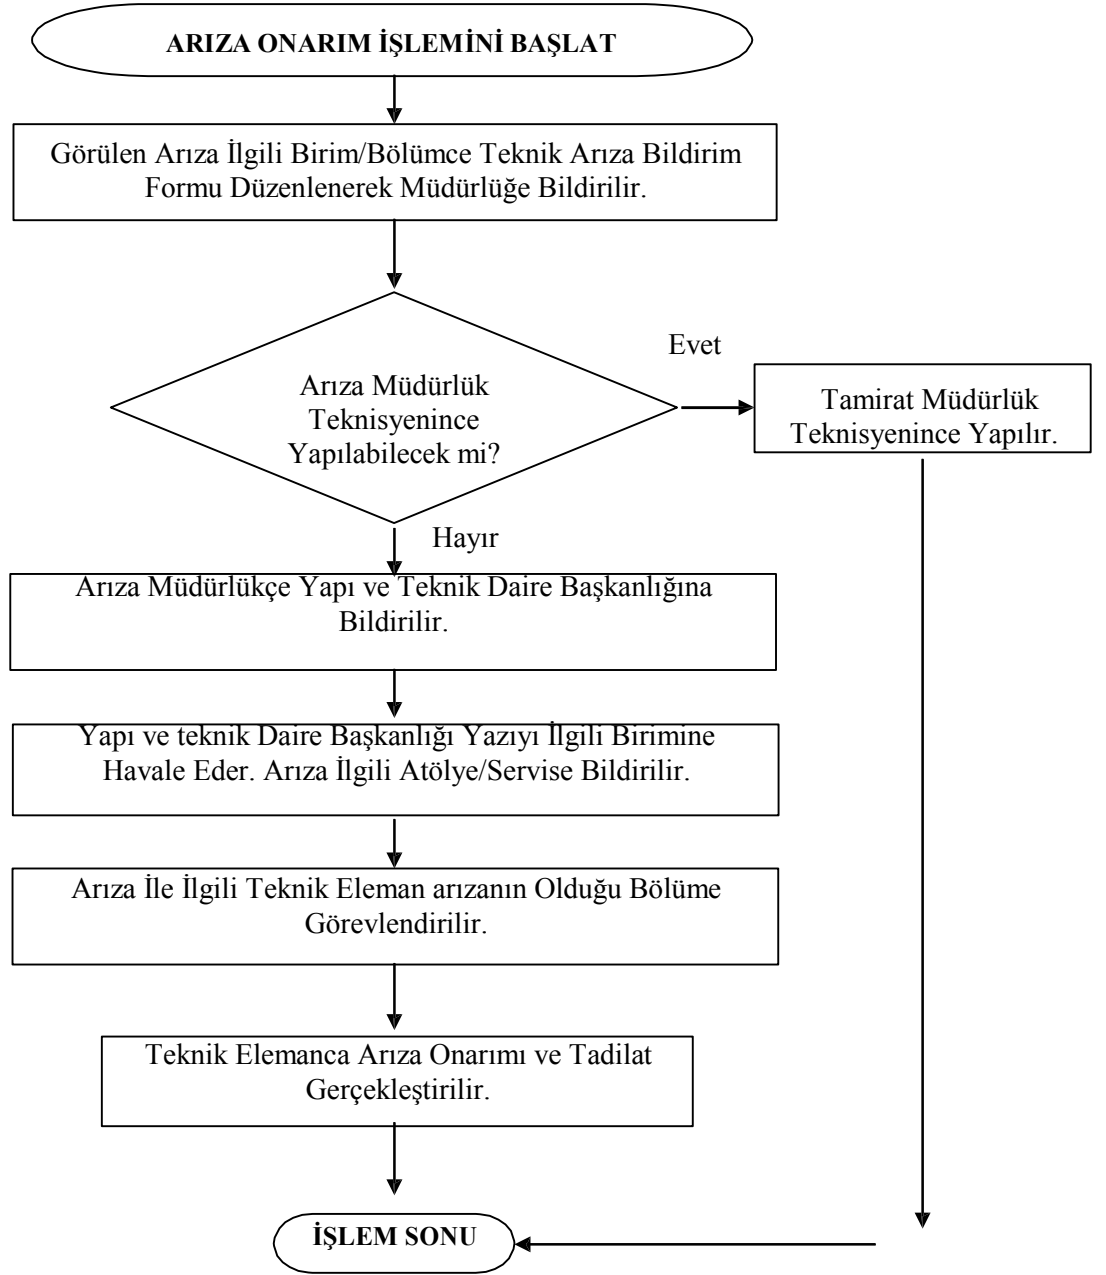 ARIZA ONARIM İŞLEMİNİ BAŞLAT
Görülen Arıza İlgili Birim/Bölümce Teknik Arıza Bildirim
Formu Düzenlenerek Müdürlüğe Bildirilir.
Evet
Arıza Müdürlük
Teknisyenince
Yapılabilecek mi?
Tamirat Müdürlük
Teknisyenince Yapılır.
Hayır
Arıza Müdürlükçe Yapı ve Teknik Daire Başkanlığına
Bildirilir.
Yapı ve teknik Daire Başkanlığı Yazıyı İlgili Birimine
Havale Eder. Arıza İlgili Atölye/Servise Bildirilir.
Arıza İle İlgili Teknik Eleman arızanın Olduğu Bölüme
Görevlendirilir.
Teknik Elemanca Arıza Onarımı ve Tadilat
Gerçekleştirilir.
İŞLEM SONU